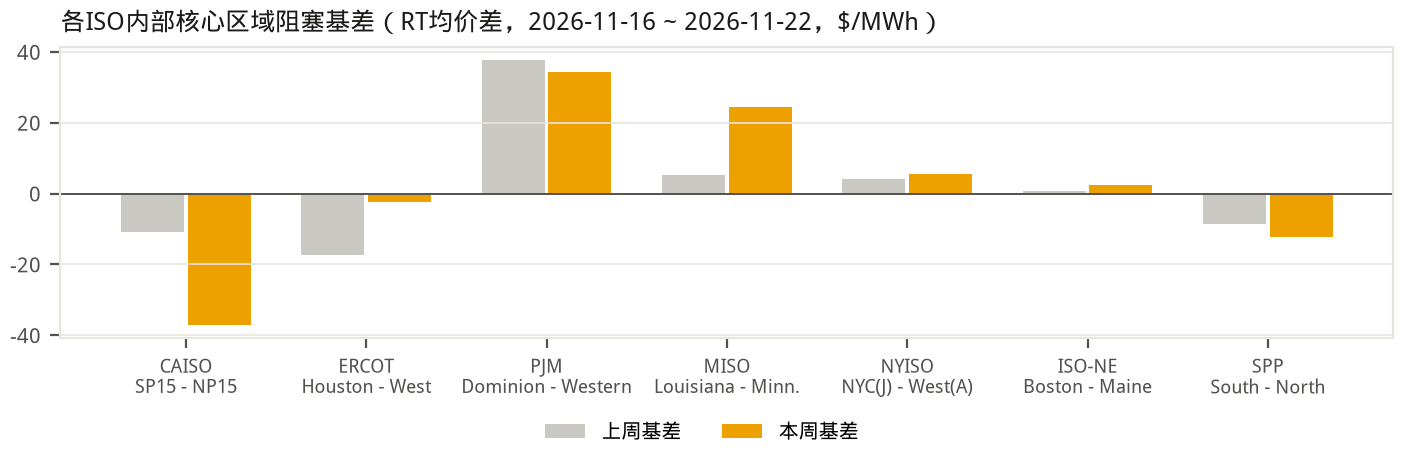 各ISO内部核心区域阻塞基差（RT均价差，2026-11-16 ~ 2026-11-22，$/MWh）
40
20
0
-20
-40
CAISO
SP15 - NP15
ERCOT
Houston - West
PJM
Dominion - Western
MISO
Louisiana - Minn.
NYISO
NYC(J) - West(A)
ISO-NE
Boston - Maine
SPP
South - North
上周基差
本周基差